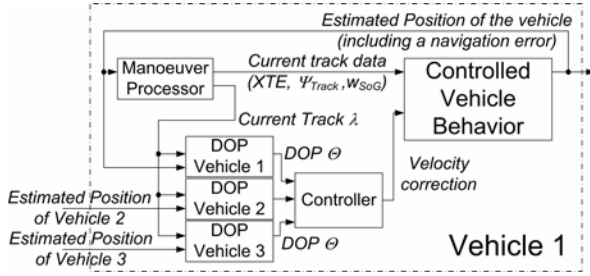 Estimated Position of the vehicle
(including a navigation error)
Manoeuver
Processor
Current track data
(XTE, Ψ_Track, w_SoG)
Controlled
Vehicle
Behavior
Current Track λ
DOP
Vehicle 1
DOP Θ
DOP
Vehicle 2
Controller
Velocity
correction
Estimated Position
of Vehicle 2
DOP
Vehicle 3
DOP Θ
Estimated Position
of Vehicle 3
Vehicle 1